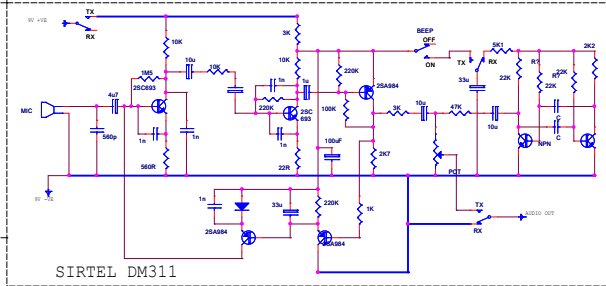 9V +VE
TX
RX
10K
10u
10K
1M5
2SC693
4u7
MIC
560p
1n
560R
1n
3K
10K
1n
1u
220K
2SC
693
1n
22R
220K
100K
2SA984
100uF
BEEP
OFF
ON
TX
RX
5K1
33u
3K
10u
47K
10u
2K7
POT
22K
R?
22K
R?
22K
2K2
C
C
NPN
9V -VE
1n
33u
220K
1K
2SA984
2SA984
TX
RX
AUDIO OUT
SIRTEL DM311